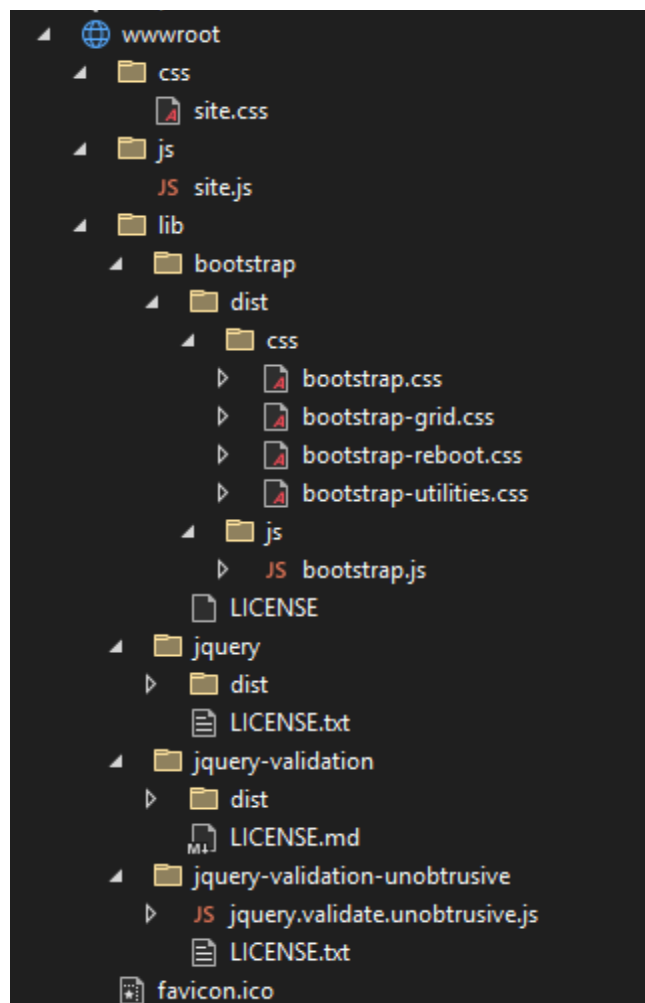 wwwroot
css
site.css
js
JS site.js
lib
bootstrap
dist
css
bootstrap.css
bootstrap-grid.css
bootstrap-reboot.css
bootstrap-utilities.css
js
JS bootstrap.js
LICENSE
jquery
dist
LICENSE.txt
jquery-validation
dist
M↓ LICENSE.md
jquery-validation-unobtrusive
JS jquery.validate.unobtrusive.js
LICENSE.txt
favicon.ico